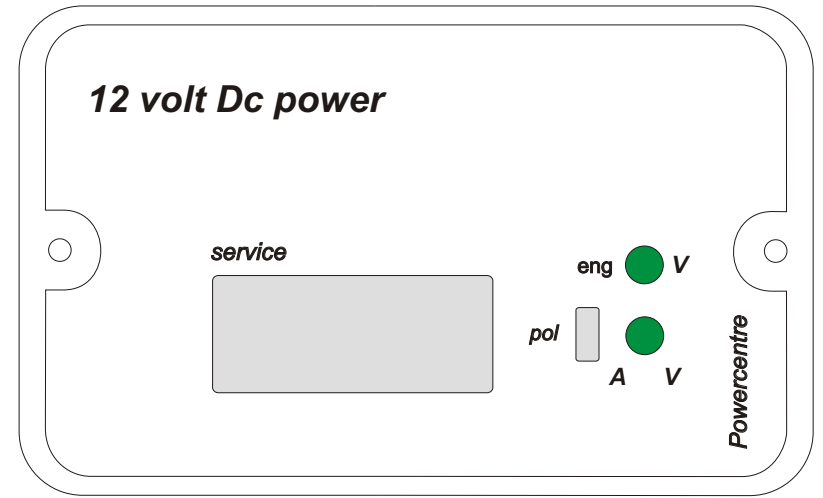 12 volt Dc power
service
eng V
pol
A V
Powercentre